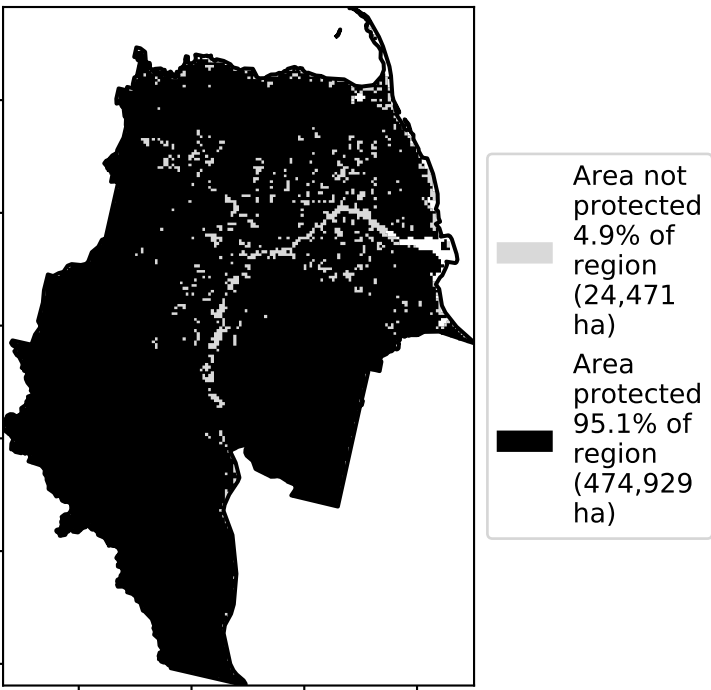 Area not
protected
4.9% of
region
(24,471
ha)
Area
protected
95.1% of
region
(474,929
ha)